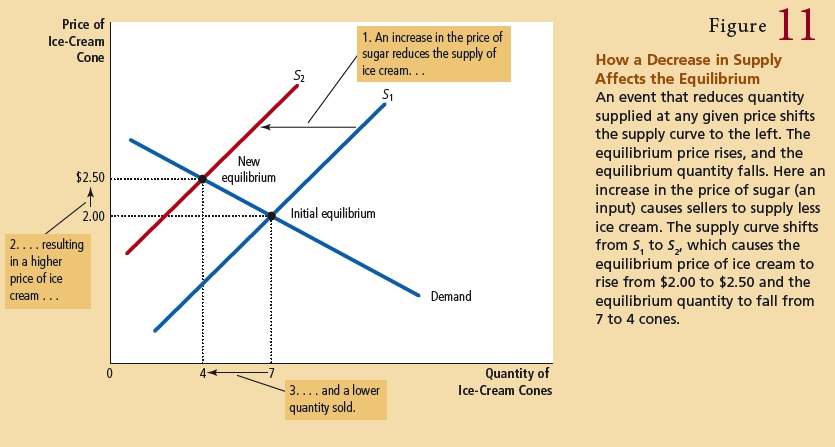 Price of
Ice-Cream
Cone
1. An increase in the price of
sugar reduces the supply of
ice cream. . .
S2
S1
New
equilibrium
$2.50
2.00
Initial equilibrium
2. . . . resulting
in a higher
price of ice
cream . . .
Demand
0
4
7
Quantity of
Ice-Cream Cones
3. . . . and a lower
quantity sold.
Figure 11
How a Decrease in Supply
Affects the Equilibrium
An event that reduces quantity
supplied at any given price shifts
the supply curve to the left. The
equilibrium price rises, and the
equilibrium quantity falls. Here an
increase in the price of sugar (an
input) causes sellers to supply less
ice cream. The supply curve shifts
from S1 to S2, which causes the
equilibrium price of ice cream to
rise from $2.00 to $2.50 and the
equilibrium quantity to fall from
7 to 4 cones.